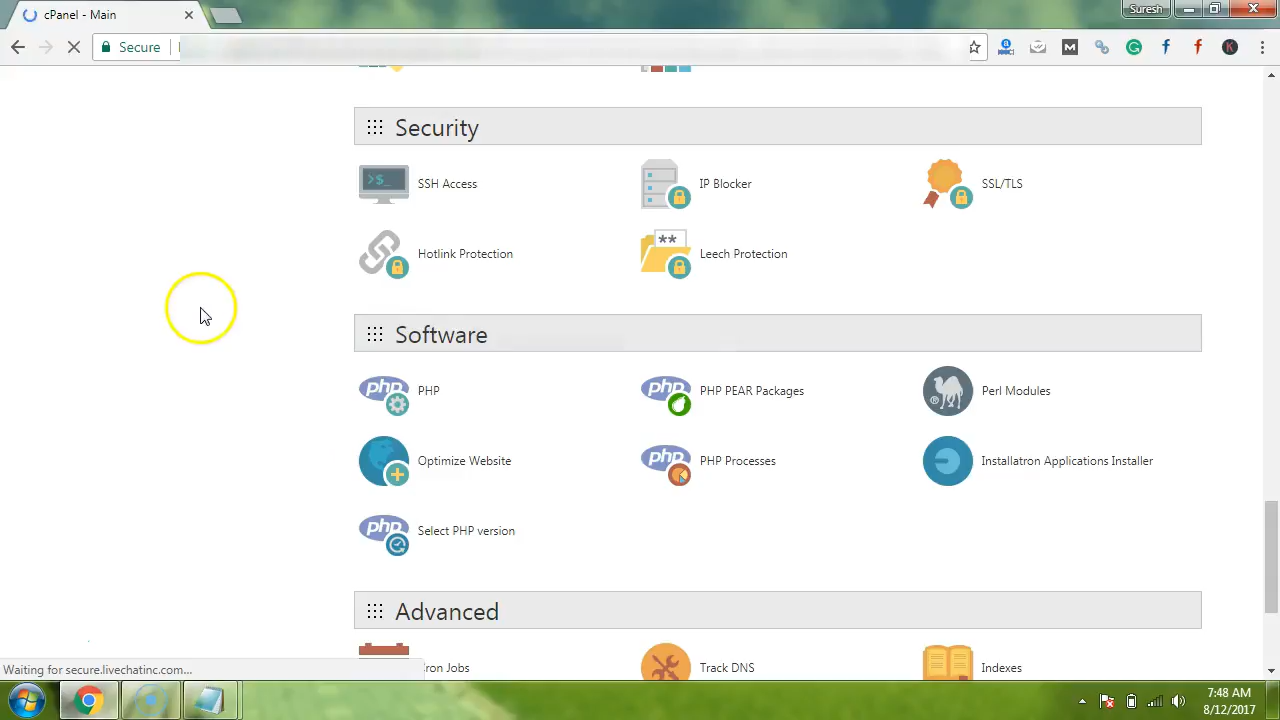 cPanel - Main
Suresh
Secure
Security
SSH Access
IP Blocker
SSL/TLS
Hotlink Protection
Leech Protection
Software
PHP
PHP PEAR Packages
Perl Modules
Optimize Website
PHP Processes
Installatron Applications Installer
Select PHP version
Advanced
Cron Jobs
Track DNS
Indexes
Waiting for secure.livechatinc.com...
7:48 AM
8/12/2017